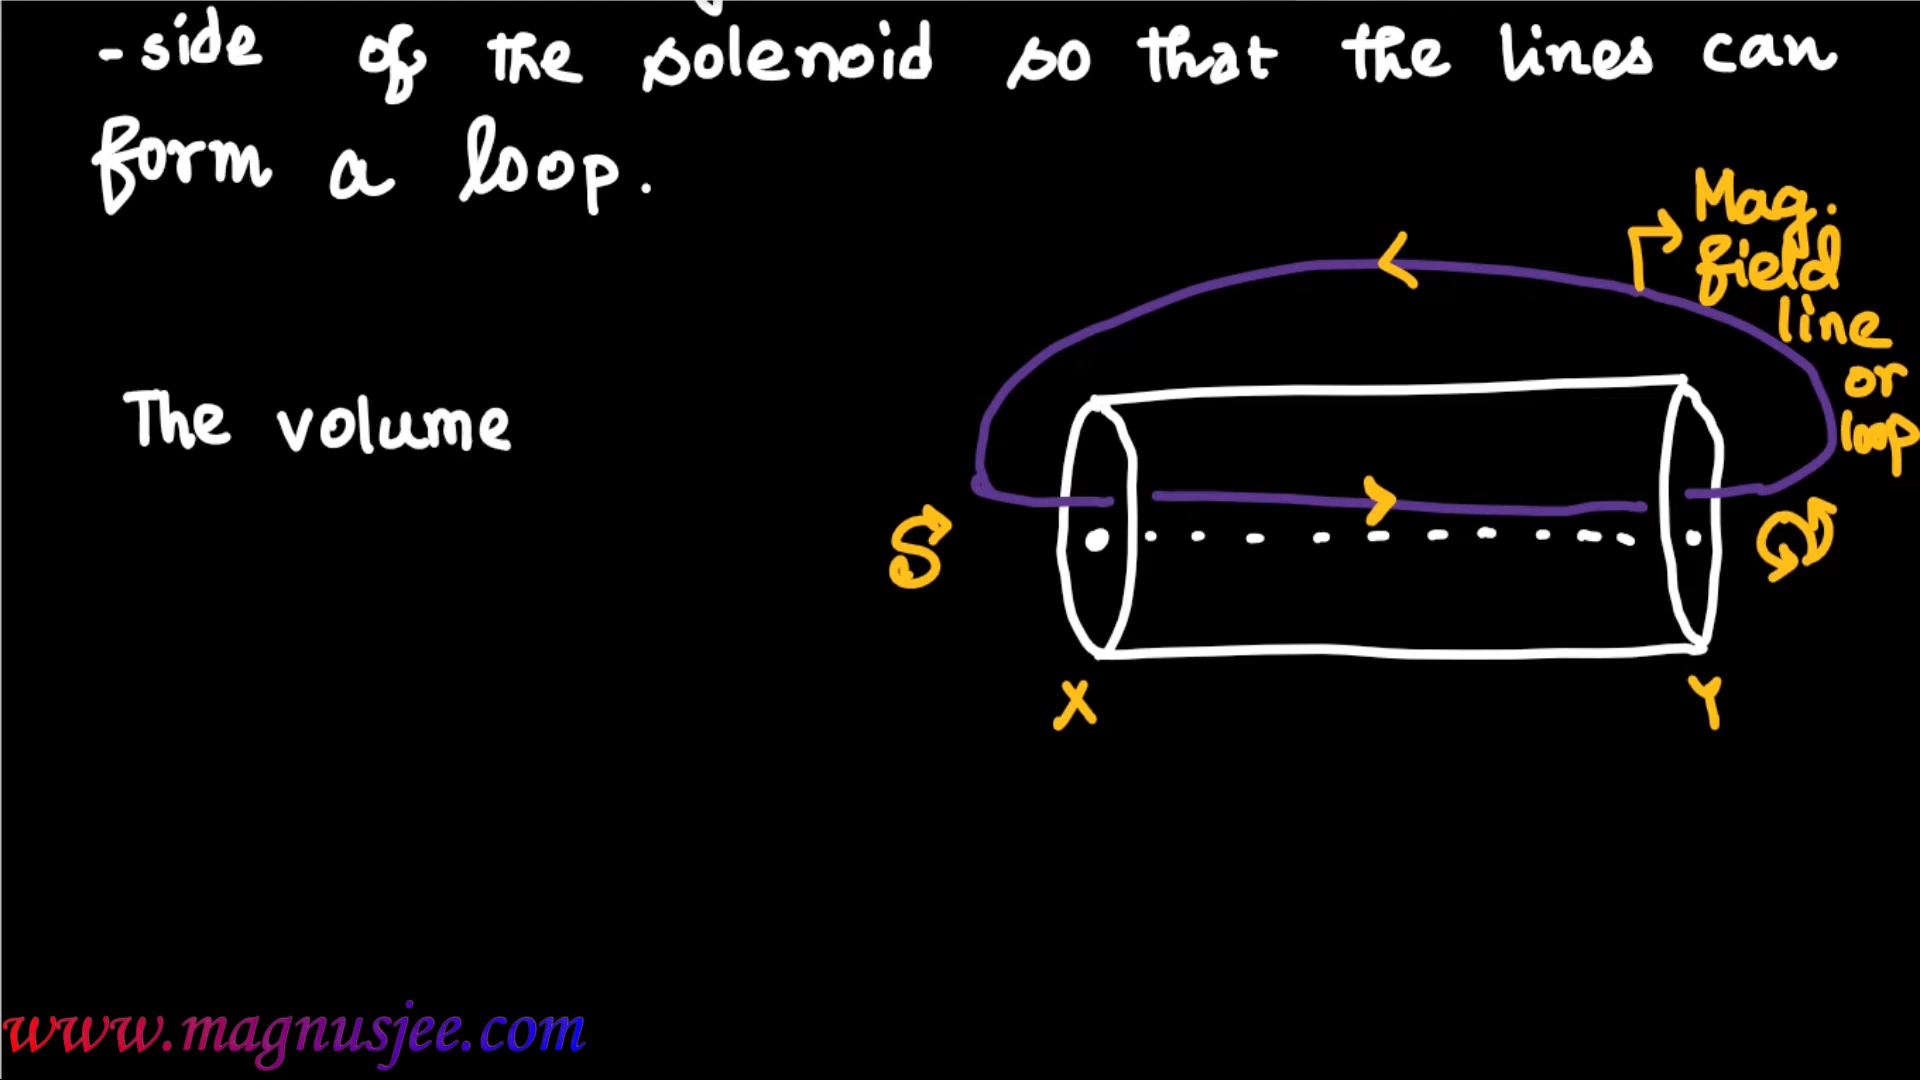 -side of the solenoid so that the lines can
form a loop.
Mag.
field
line
or
loop
The volume
S
X
Y
www.magnusjee.com